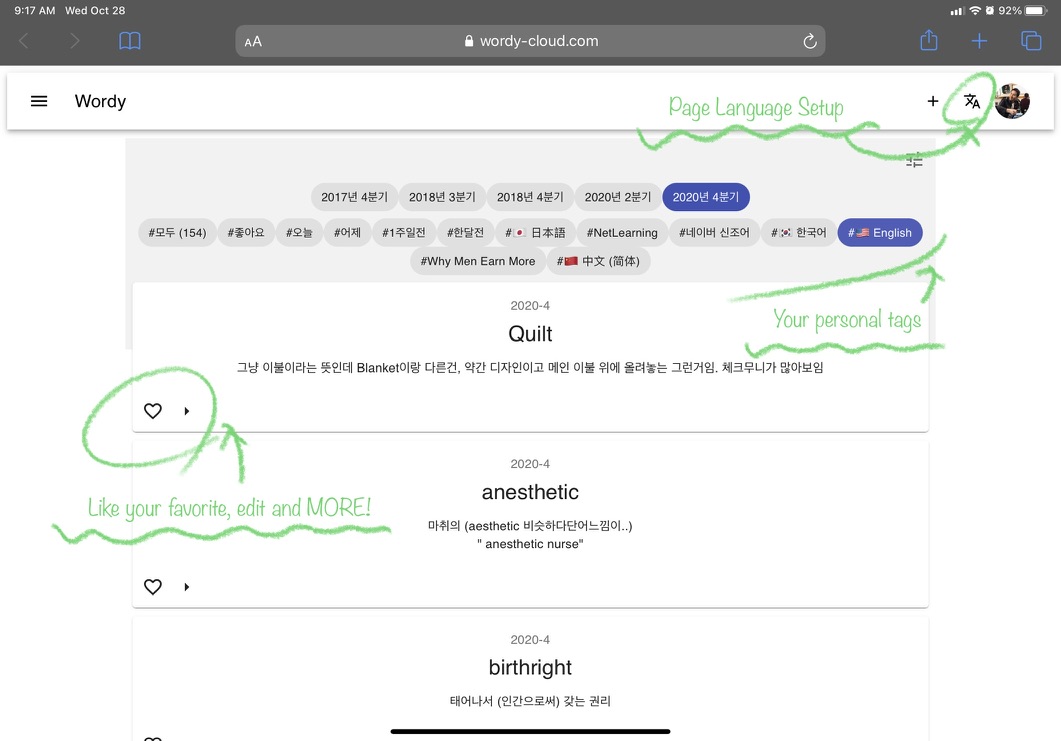 9:17 AM Wed Oct 28 92%
AA wordy-cloud.com
Wordy
Page Language Setup
2017년 4분기 2018년 3분기 2018년 4분기 2020년 2분기 2020년 4분기
#모두 (154) #좋아요 #오늘 #어제 #1주일전 #한달전 #🇯🇵 日本語 #NetLearning #네이버 신조어 #🇰🇷 한국어 #🇺🇸 English
#Why Men Earn More #🇨🇳 中文 (简体)
2020-4
Quilt
Your personal tags
그냥 이불이라는 뜻인데 Blanket이랑 다른건, 약간 디자인이고 메인 이불 위에 올려놓는 그런거임. 체크무니가 많아보임
2020-4
anesthetic
Like your favorite, edit and MORE!
마취의 (aesthetic 비슷하다단어느낌이..)
" anesthetic nurse"
2020-4
birthright
태어나서 (인간으로써) 갖는 권리